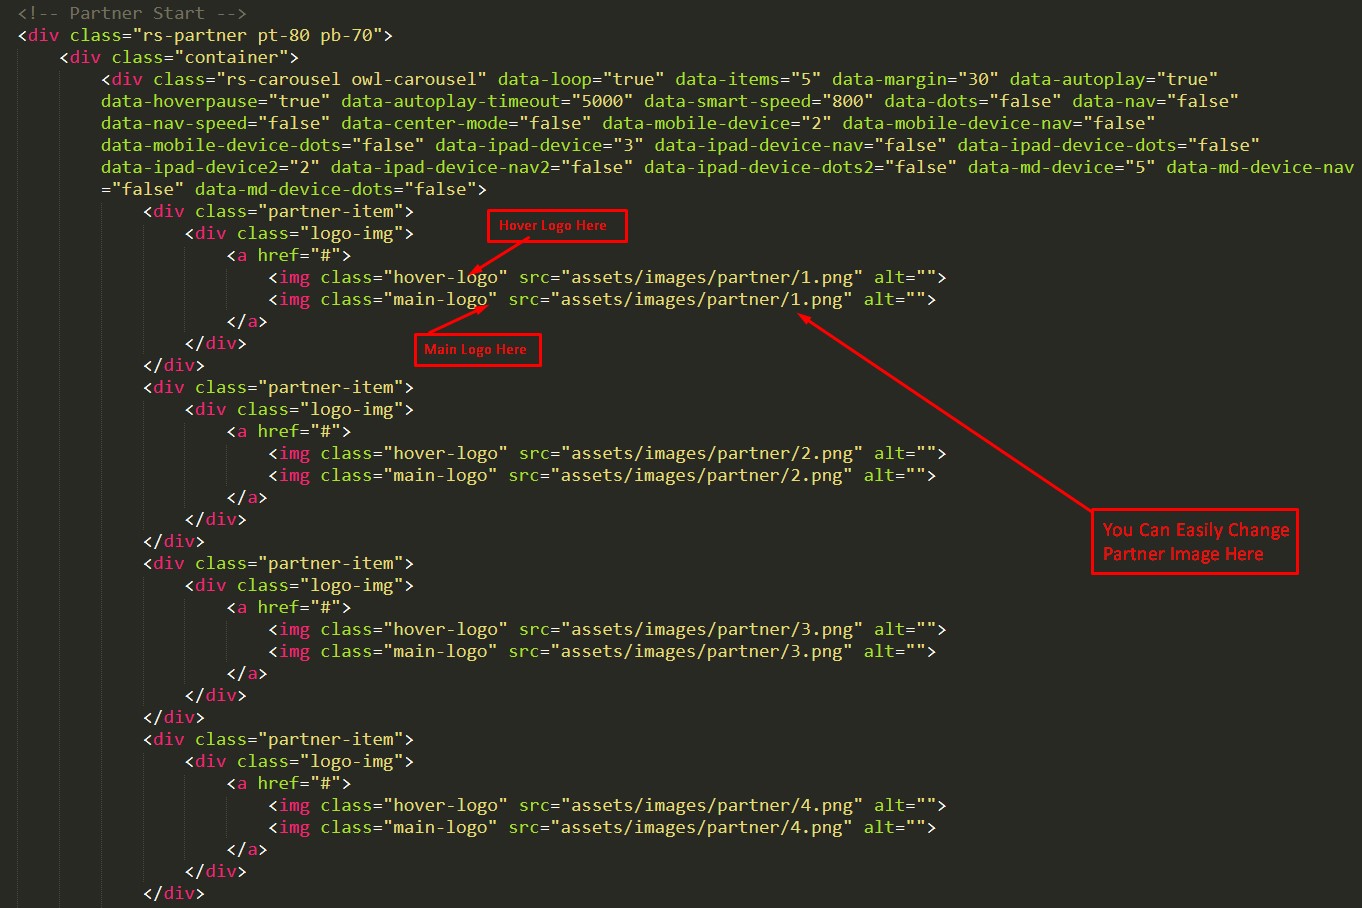 <!-- Partner Start -->
<div class="rs-partner pt-80 pb-70">
<div class="container">
<div class="rs-carousel owl-carousel" data-loop="true" data-items="5" data-margin="30" data-autoplay="true"
data-hoverpause="true" data-autoplay-timeout="5000" data-smart-speed="800" data-dots="false" data-nav="false"
data-nav-speed="false" data-center-mode="false" data-mobile-device="2" data-mobile-device-nav="false"
data-mobile-device-dots="false" data-ipad-device="3" data-ipad-device-nav="false" data-ipad-device-dots="false"
data-ipad-device2="2" data-ipad-device-nav2="false" data-ipad-device-dots2="false" data-md-device="5" data-md-device-nav
="false" data-md-device-dots="false">
<div class="partner-item">
Hover Logo Here
<div class="logo-img">
<a href="#">
<img class="hover-logo" src="assets/images/partner/1.png" alt="">
<img class="main-logo" src="assets/images/partner/1.png" alt="">
</a>
</div>
Main Logo Here
</div>
<div class="partner-item">
<div class="logo-img">
<a href="#">
<img class="hover-logo" src="assets/images/partner/2.png" alt="">
<img class="main-logo" src="assets/images/partner/2.png" alt="">
</a>
</div>
</div>
You Can Easily Change
Partner Image Here
<div class="partner-item">
<div class="logo-img">
<a href="#">
<img class="hover-logo" src="assets/images/partner/3.png" alt="">
<img class="main-logo" src="assets/images/partner/3.png" alt="">
</a>
</div>
</div>
<div class="partner-item">
<div class="logo-img">
<a href="#">
<img class="hover-logo" src="assets/images/partner/4.png" alt="">
<img class="main-logo" src="assets/images/partner/4.png" alt="">
</a>
</div>
</div>